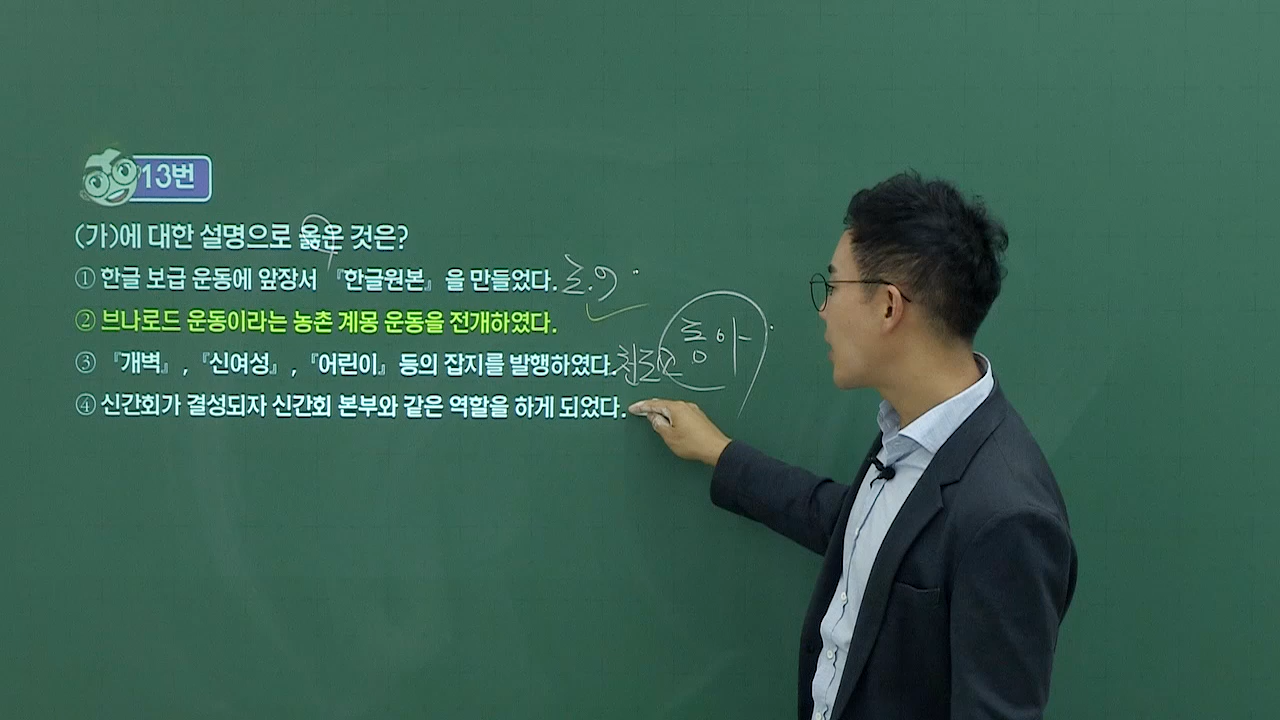 13번
(가)에 대한 설명으로 옳은 것은?
① 한글 보급 운동에 앞장서 『한글원본』을 만들었다. 조.일
② 브나로드 운동이라는 농촌 계몽 운동을 전개하였다.
동아
③ 『개벽』, 『신여성』, 『어린이』 등의 잡지를 발행하였다. 천도교
④ 신간회가 결성되자 신간회 본부와 같은 역할을 하게 되었다.